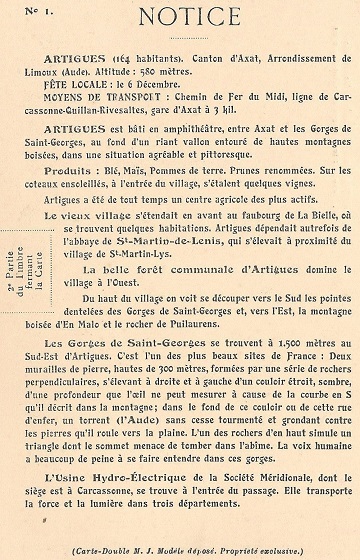 Nº 1.
NOTICE
ARTIGUES (164 habitants). Canton d'Axat, Arrondissement de
Limoux (Aude). Altitude : 580 mètres.
FÊTE LOCALE : le 6 Décembre.
MOYENS DE TRANSPORT : Chemin de Fer du Midi, ligne de Car-
cassonne-Quillan-Rivesaltes, gare d'Axat à 3 kil.
ARTIGUES est bâti en amphithéâtre, entre Axat et les Gorges de
Saint-Georges, au fond d'un riant vallon entouré de hautes montagnes
boisées, dans une situation agréable et pittoresque.
Produits : Blé, Maïs, Pommes de terre. Prunes renommées. Sur les
coteaux ensoleillés, à l'entrée du village, s'étalent quelques vignes.
Artigues a été de tout temps un centre agricole des plus actifs.
Le vieux village s'étendait en avant au faubourg de La Bielle, où
se trouvent quelques habitations. Artigues dépendait autrefois de
l'abbaye de St-Martin-de-Lenis, qui s'élevait à proximité du
village de St-Martin-Lys.
2e Partie
du Timbre
fermant
la Carte
La belle forêt communale d'Artigues domine le
village à l'Ouest.
Du haut du village on voit se découper vers le Sud les pointes
dentelées des Gorges de Saint-Georges et, vers l'Est, la montagne
boisée d'En Malo et le rocher de Puilaurens.
Les Gorges de Saint-Georges se trouvent à 1.500 mètres au
Sud-Est d'Artigues. C'est l'un des plus beaux sites de France : Deux
murailles de pierre, hautes de 300 mètres, formées par une série de rochers
perpendiculaires, s'élevant à droite et à gauche d'un couloir étroit, sombre,
d'une profondeur que l'œil ne peut mesurer à cause de la courbe en S
qu'il décrit dans la montagne; dans le fond de ce couloir ou de cette rue
d'enfer, un torrent (l'Aude) sans cesse tourmenté et grondant contre
les pierres qu'il roule vers la plaine. L'un des rochers d'en haut simule un
triangle dont le sommet menace de tomber dans l'abîme. La voix humaine
a beaucoup de peine à se faire entendre dans ces gorges.
L'Usine Hydro-Électrique de la Société Méridionale, dont le
siège est à Carcassonne, se trouve à l'entrée du passage. Elle transporte
la force et la lumière dans trois départements.
(Carte-Double M. J. Modèle déposé. Propriété exclusive.)